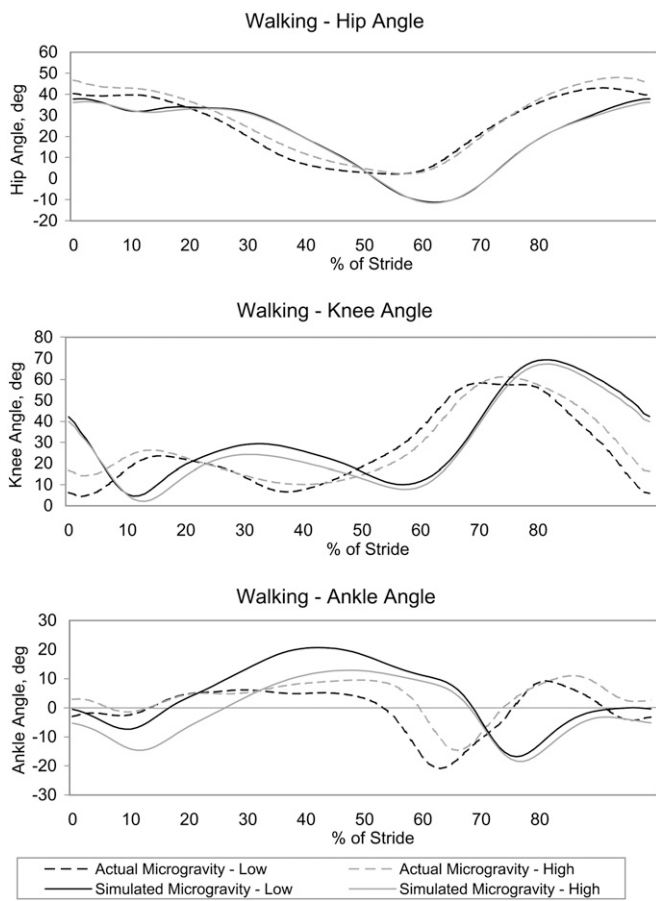 Walking - Hip Angle
60
50
40
30
20
10
0
-10
-20
Hip Angle, deg
0 10 20 30 40 50 60 70 80
% of Stride
Walking - Knee Angle
80
70
60
50
40
30
20
10
0
Knee Angle, deg
0 10 20 30 40 50 60 70 80
% of Stride
Walking - Ankle Angle
30
20
10
0
-10
-20
-30
Ankle Angle, deg
0 10 20 30 40 50 60 70 80
% of Stride
Actual Microgravity - Low Actual Microgravity - High
Simulated Microgravity - Low Simulated Microgravity - High